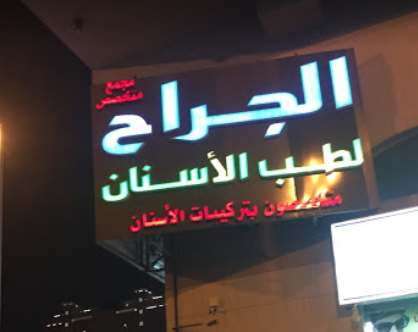 مجمع
متخصص
الجراح
لطب الأسنان
متخصصون بتركيبات الأسنان